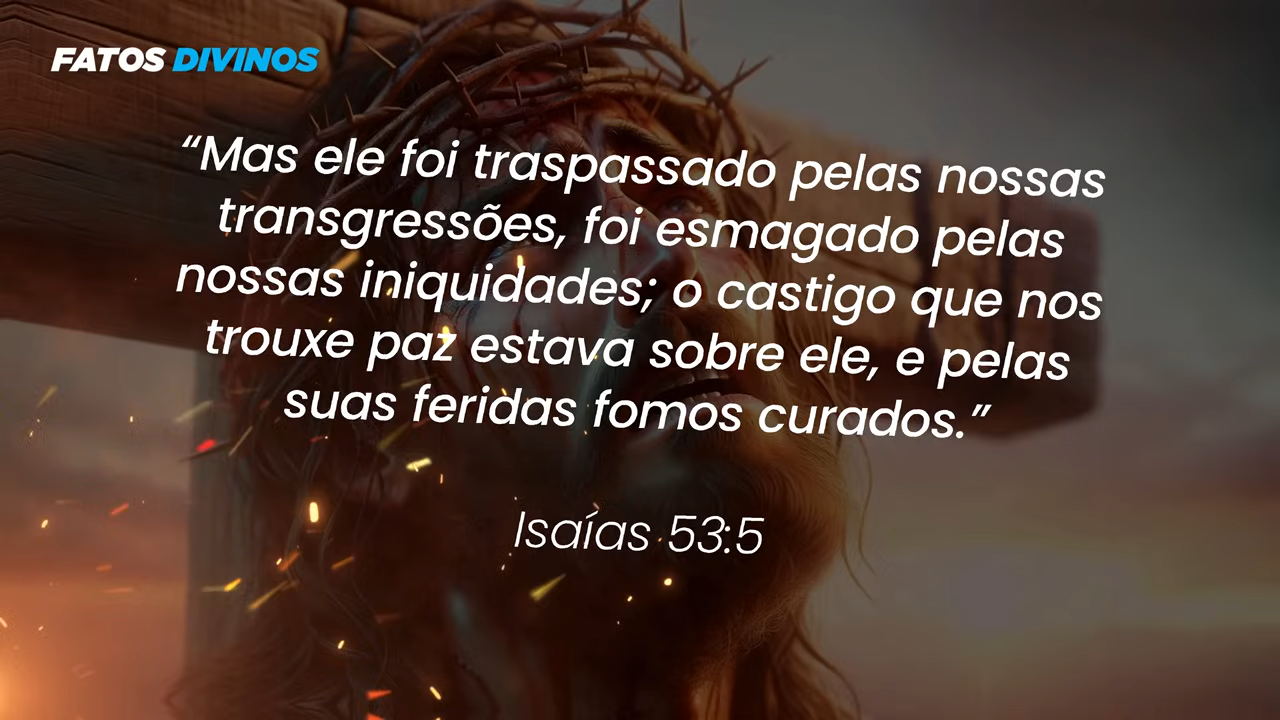 FATOS DIVINOS
“Mas ele foi traspassado pelas nossas
transgressões, foi esmagado pelas
nossas iniquidades; o castigo que nos
trouxe paz estava sobre ele, e pelas
suas feridas fomos curados.”
Isaías 53:5